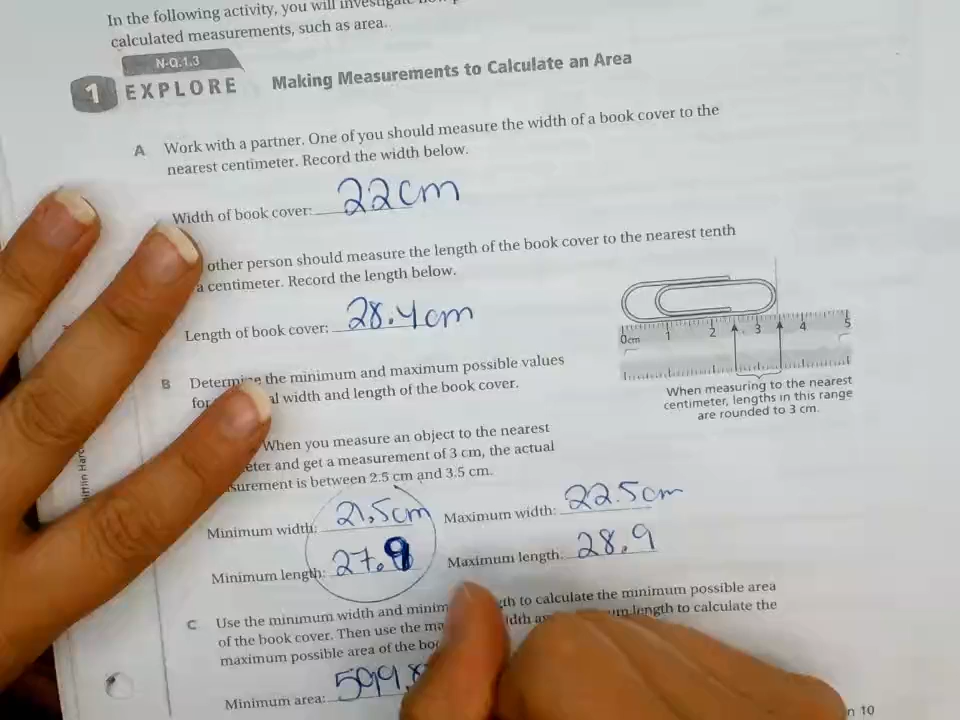 In the following activity, you will investigate how
calculated measurements, such as area.
N-Q.1.3
1 EXPLORE Making Measurements to Calculate an Area
A Work with a partner. One of you should measure the width of a book cover to the
nearest centimeter. Record the width below.
Width of book cover: 22cm
other person should measure the length of the book cover to the nearest tenth
a centimeter. Record the length below.
Length of book cover: 28.4cm
0cm 1 2 3 4 5
When measuring to the nearest
centimeter, lengths in this range
are rounded to 3 cm.
B Determine the minimum and maximum possible values
for al width and length of the book cover.
When you measure an object to the nearest
eter and get a measurement of 3 cm, the actual
surement is between 2.5 cm and 3.5 cm.
Minimum width: 21.5cm Maximum width: 22.5cm
Minimum length: 27.9 Maximum length: 28.9
C Use the minimum width and minim gth to calculate the minimum possible area
of the book cover. Then use the ma idth a um length to calculate the
maximum possible area of the bo
Minimum area: 599.8
n 10